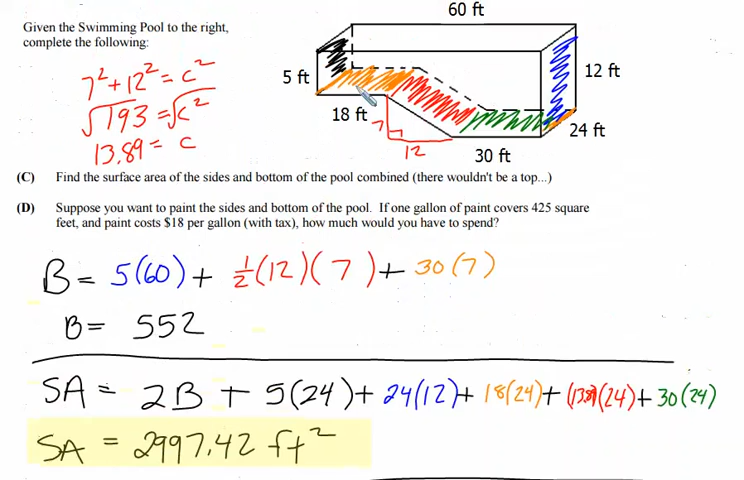 60 ft
Given the Swimming Pool to the right,
complete the following:
7² + 12² = c²
√193 = √c²
13.89 = c
5 ft
12 ft
18 ft
7
12
24 ft
30 ft
(C) Find the surface area of the sides and bottom of the pool combined (there wouldn't be a top...)
(D) Suppose you want to paint the sides and bottom of the pool. If one gallon of paint covers 425 square
feet, and paint costs $18 per gallon (with tax), how much would you have to spend?
B = 5(60) + ½(12)(7) + 30(7)
B = 552
SA = 2B + 5(24) + 24(12) + 18(24) + (13.89)(24) + 30(24)
SA = 2997.42 ft²